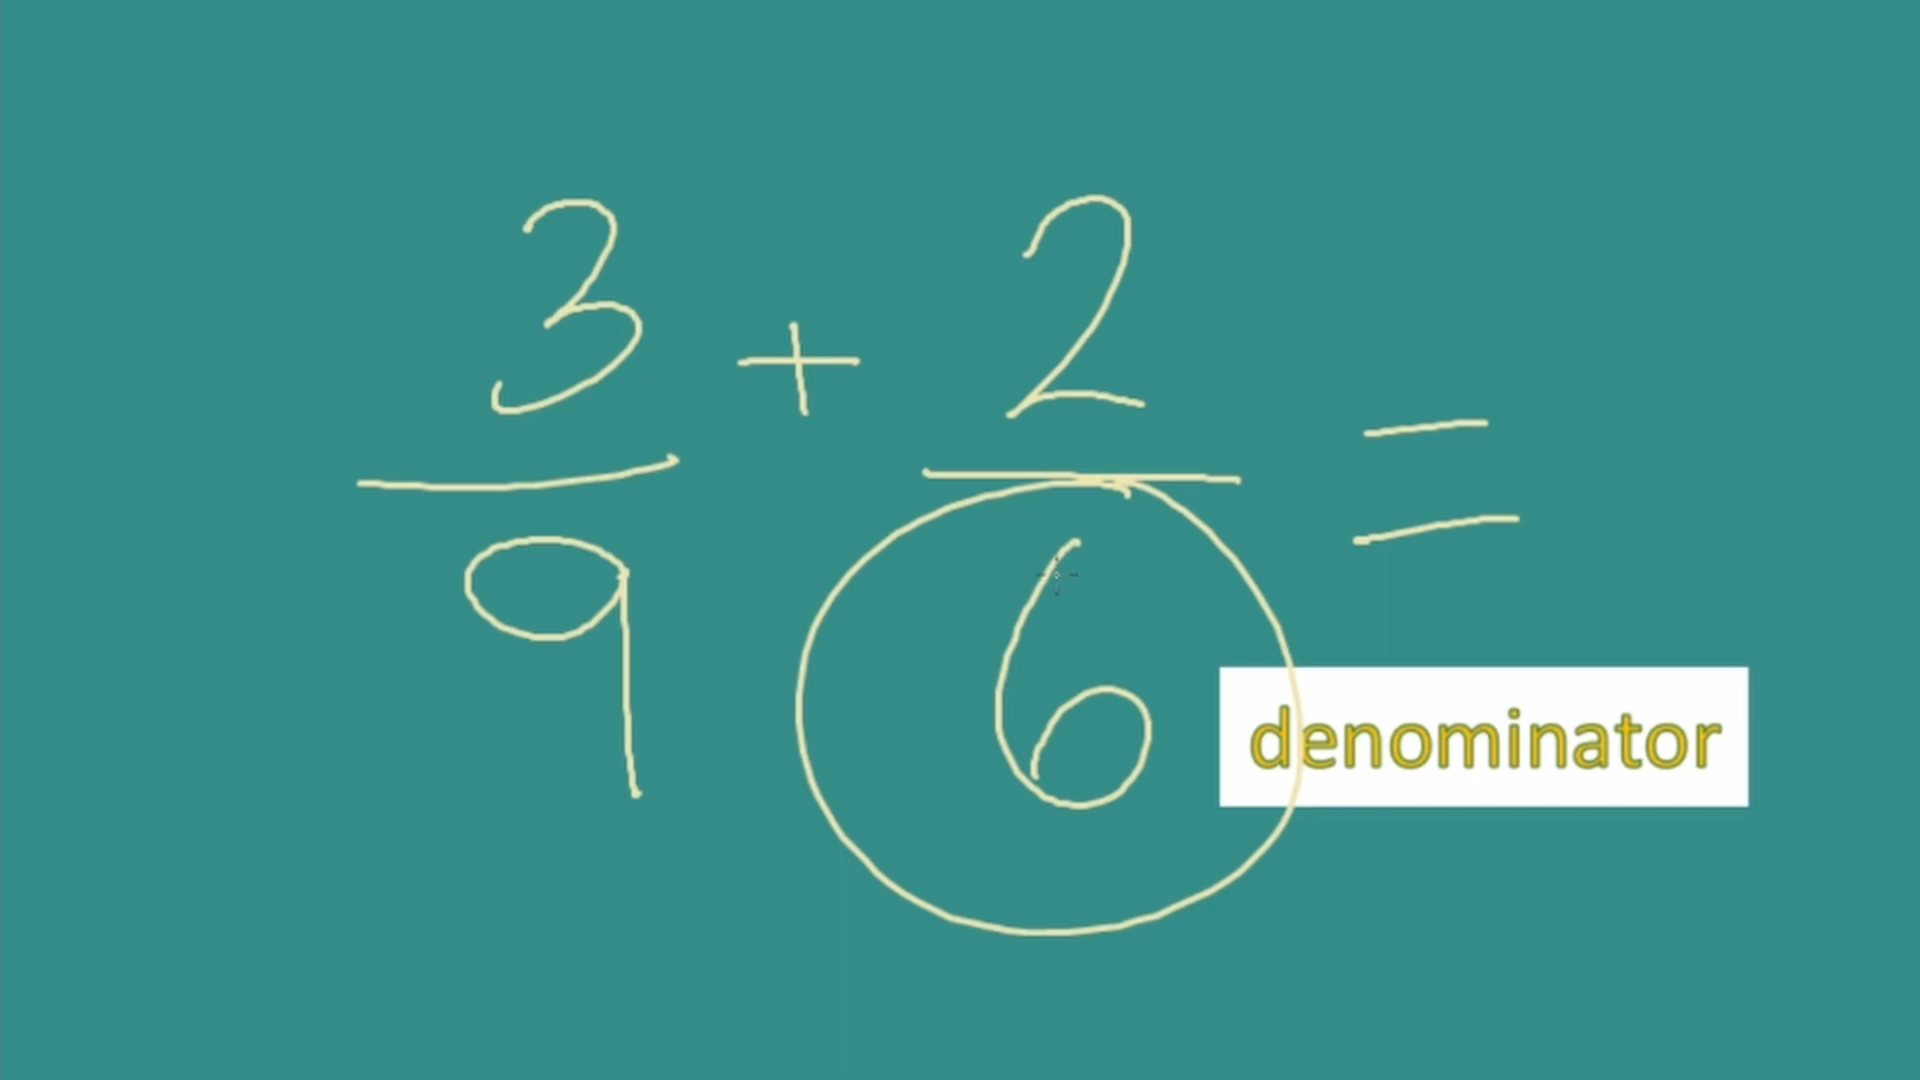 3/9 + 2/6 =
denominator